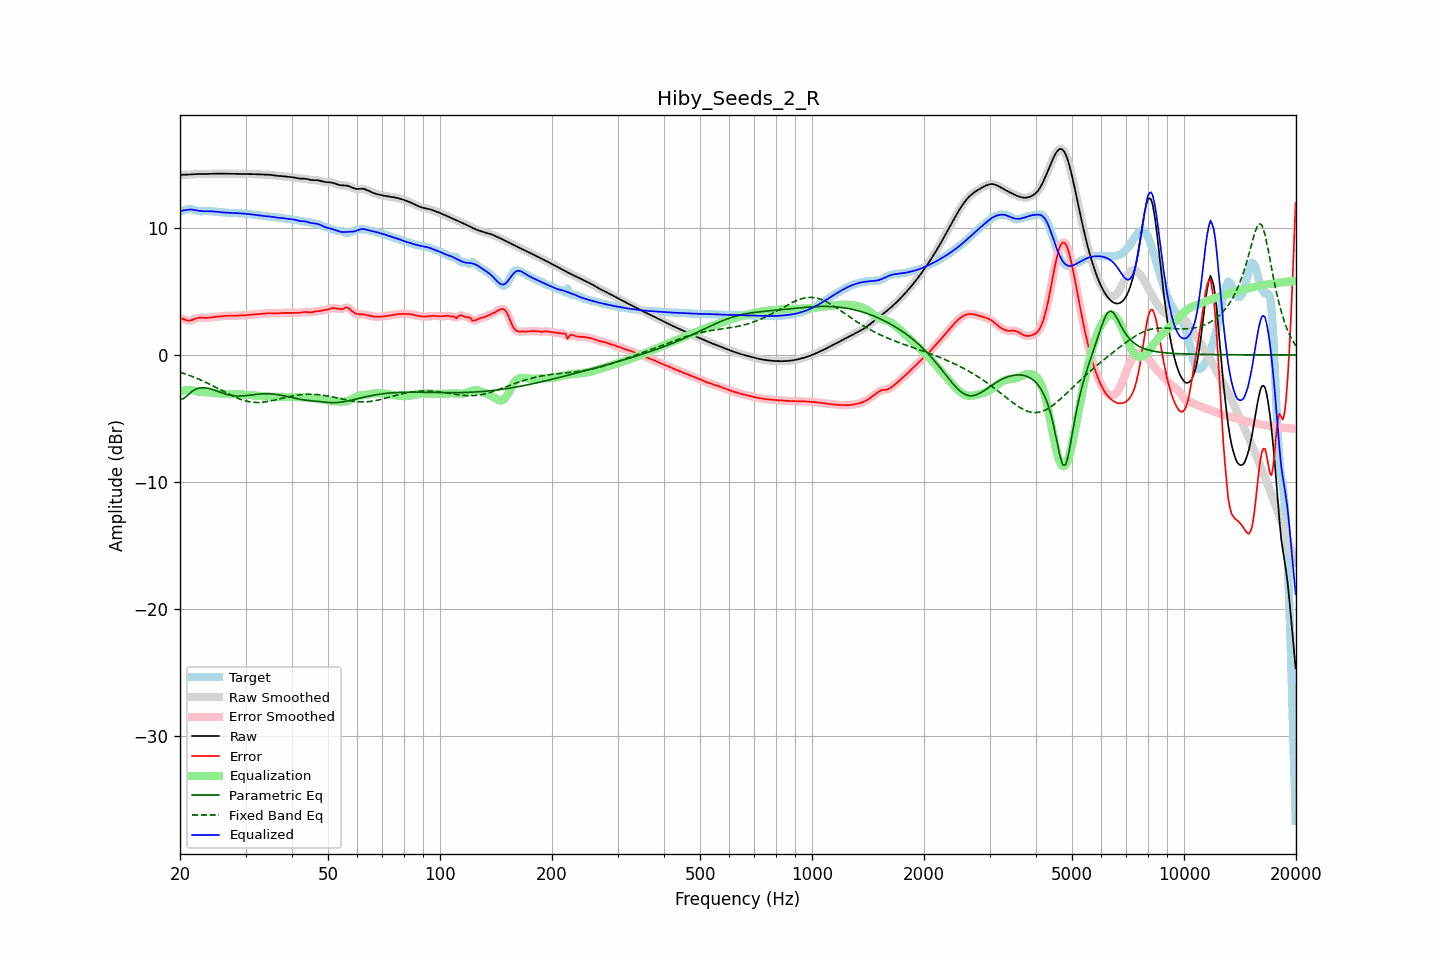 Hiby_Seeds_2_R
Amplitude (dBr)
10
0
−10
−20
−30
Target
Raw Smoothed
Error Smoothed
Raw
Error
Equalization
Parametric Eq
Fixed Band Eq
Equalized
20
50
100
200
500
1000
2000
5000
10000
20000
Frequency (Hz)